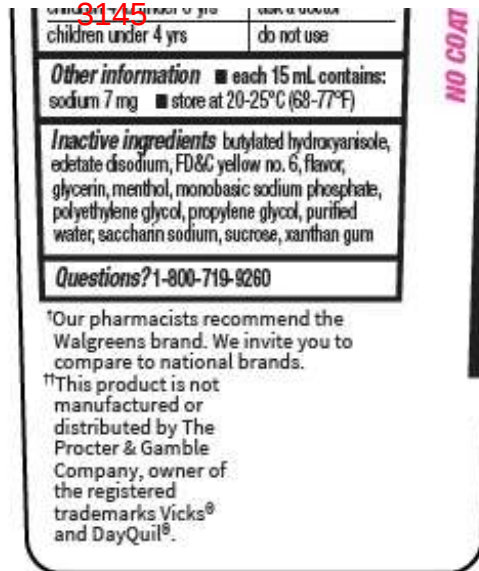 3145
children under 4 yrs do not use
Other information ■ each 15 mL contains:
sodium 7 mg ■ store at 20-25°C (68-77°F)
Inactive ingredients butylated hydroxyanisole,
edetate disodium, FD&C yellow no. 6, flavor,
glycerin, menthol, monobasic sodium phosphate,
polyethylene glycol, propylene glycol, purified
water, saccharin sodium, sucrose, xanthan gum
Questions? 1-800-719-9260
†Our pharmacists recommend the
Walgreens brand. We invite you to
compare to national brands.
††This product is not
manufactured or
distributed by The
Procter & Gamble
Company, owner of
the registered
trademarks Vicks®
and DayQuil®.
NO COAT